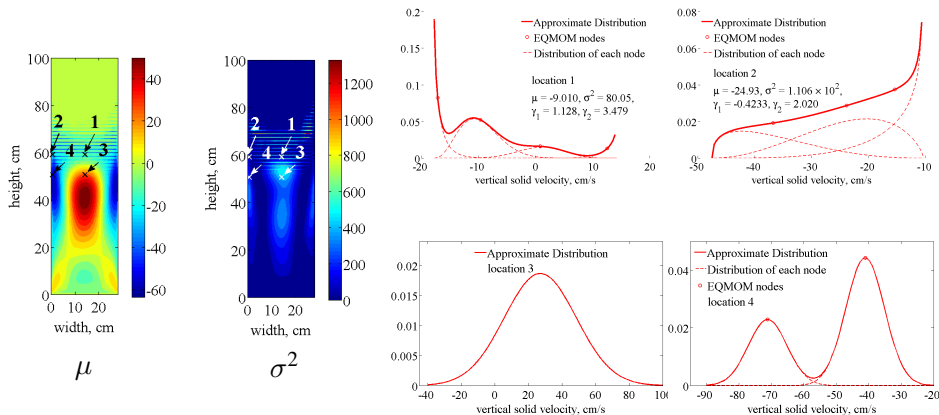 100
80
60
40
20
0
height, cm
0 10 20
width, cm
μ
2
1
4
3
40
20
0
-20
-40
-60
100
80
60
40
20
0
height, cm
0 10 20
width, cm
σ²
2
1
4
3
1200
1000
800
600
400
200
0
0.2
0.15
0.1
0.05
0
-20 -10 0 10 20
vertical solid velocity, cm/s
Approximate Distribution
EQMOM nodes
Distribution of each node
location 1
μ = -9.010, σ² = 80.05,
γ₁ = 1.128, γ₂ = 3.479
0.08
0.06
0.04
0.02
0
-50 -40 -30 -20 -10
vertical solid velocity, cm/s
Approximate Distribution
EQMOM nodes
Distribution of each node
location 2
μ = -24.93, σ² = 1.106 × 10²,
γ₁ = -0.4233, γ₂ = 2.020
0.02
0.015
0.01
0.005
0
-40 -20 0 20 40 60 80 100
vertical solid velocity, cm/s
Approximate Distribution
location 3
0.04
0.02
0
-90 -80 -70 -60 -50 -40 -30 -20
vertical solid velocity, cm/s
Approximate Distribution
Distribution of each node
EQMOM nodes
location 4